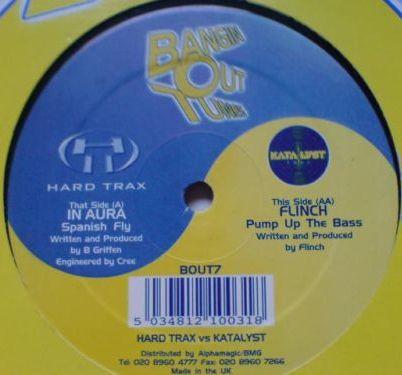 BANGIN
OUT
TUNES
HARD TRAX
That Side (A)
IN AURA
Spanish Fly
Written and Produced
by B Griffen
Engineered by Cree
KATALYST
This Side (AA)
FLINCH
Pump Up The Bass
Written and Produced
by Flinch
BOUT7
5 034812 100318
HARD TRAX vs KATALYST
Distributed by Alphamagic/BMG
Tel: 020 8960 4777 Fax: 020 8960 7266
Made in the UK